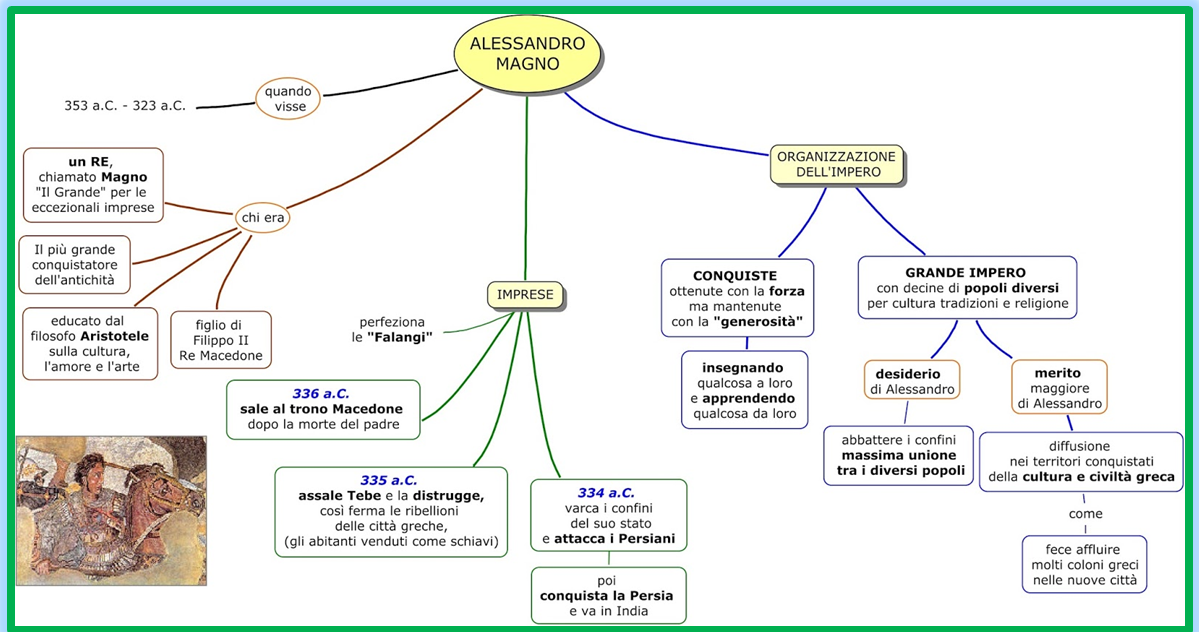 ALESSANDRO
MAGNO
quando
visse
353 a.C. - 323 a.C.
chi era
un RE,
chiamato Magno
"Il Grande" per le
eccezionali imprese
Il più grande
conquistatore
dell'antichità
educato dal
filosofo Aristotele
sulla cultura,
l'amore e l'arte
figlio di
Filippo II
Re Macedone
IMPRESE
perfeziona
le "Falangi"
336 a.C.
sale al trono Macedone
dopo la morte del padre
335 a.C.
assale Tebe e la distrugge,
così ferma le ribellioni
delle città greche,
(gli abitanti venduti come schiavi)
334 a.C.
varca i confini
del suo stato
e attacca i Persiani
poi
conquista la Persia
e va in India
ORGANIZZAZIONE
DELL'IMPERO
CONQUISTE
ottenute con la forza
ma mantenute
con la "generosità"
insegnando
qualcosa a loro
e apprendendo
qualcosa da loro
GRANDE IMPERO
con decine di popoli diversi
per cultura tradizioni e religione
desiderio
di Alessandro
abbattere i confini
massima unione
tra i diversi popoli
merito
maggiore
di Alessandro
diffusione
nei territori conquistati
della cultura e civiltà greca
come
fece affluire
molti coloni greci
nelle nuove città